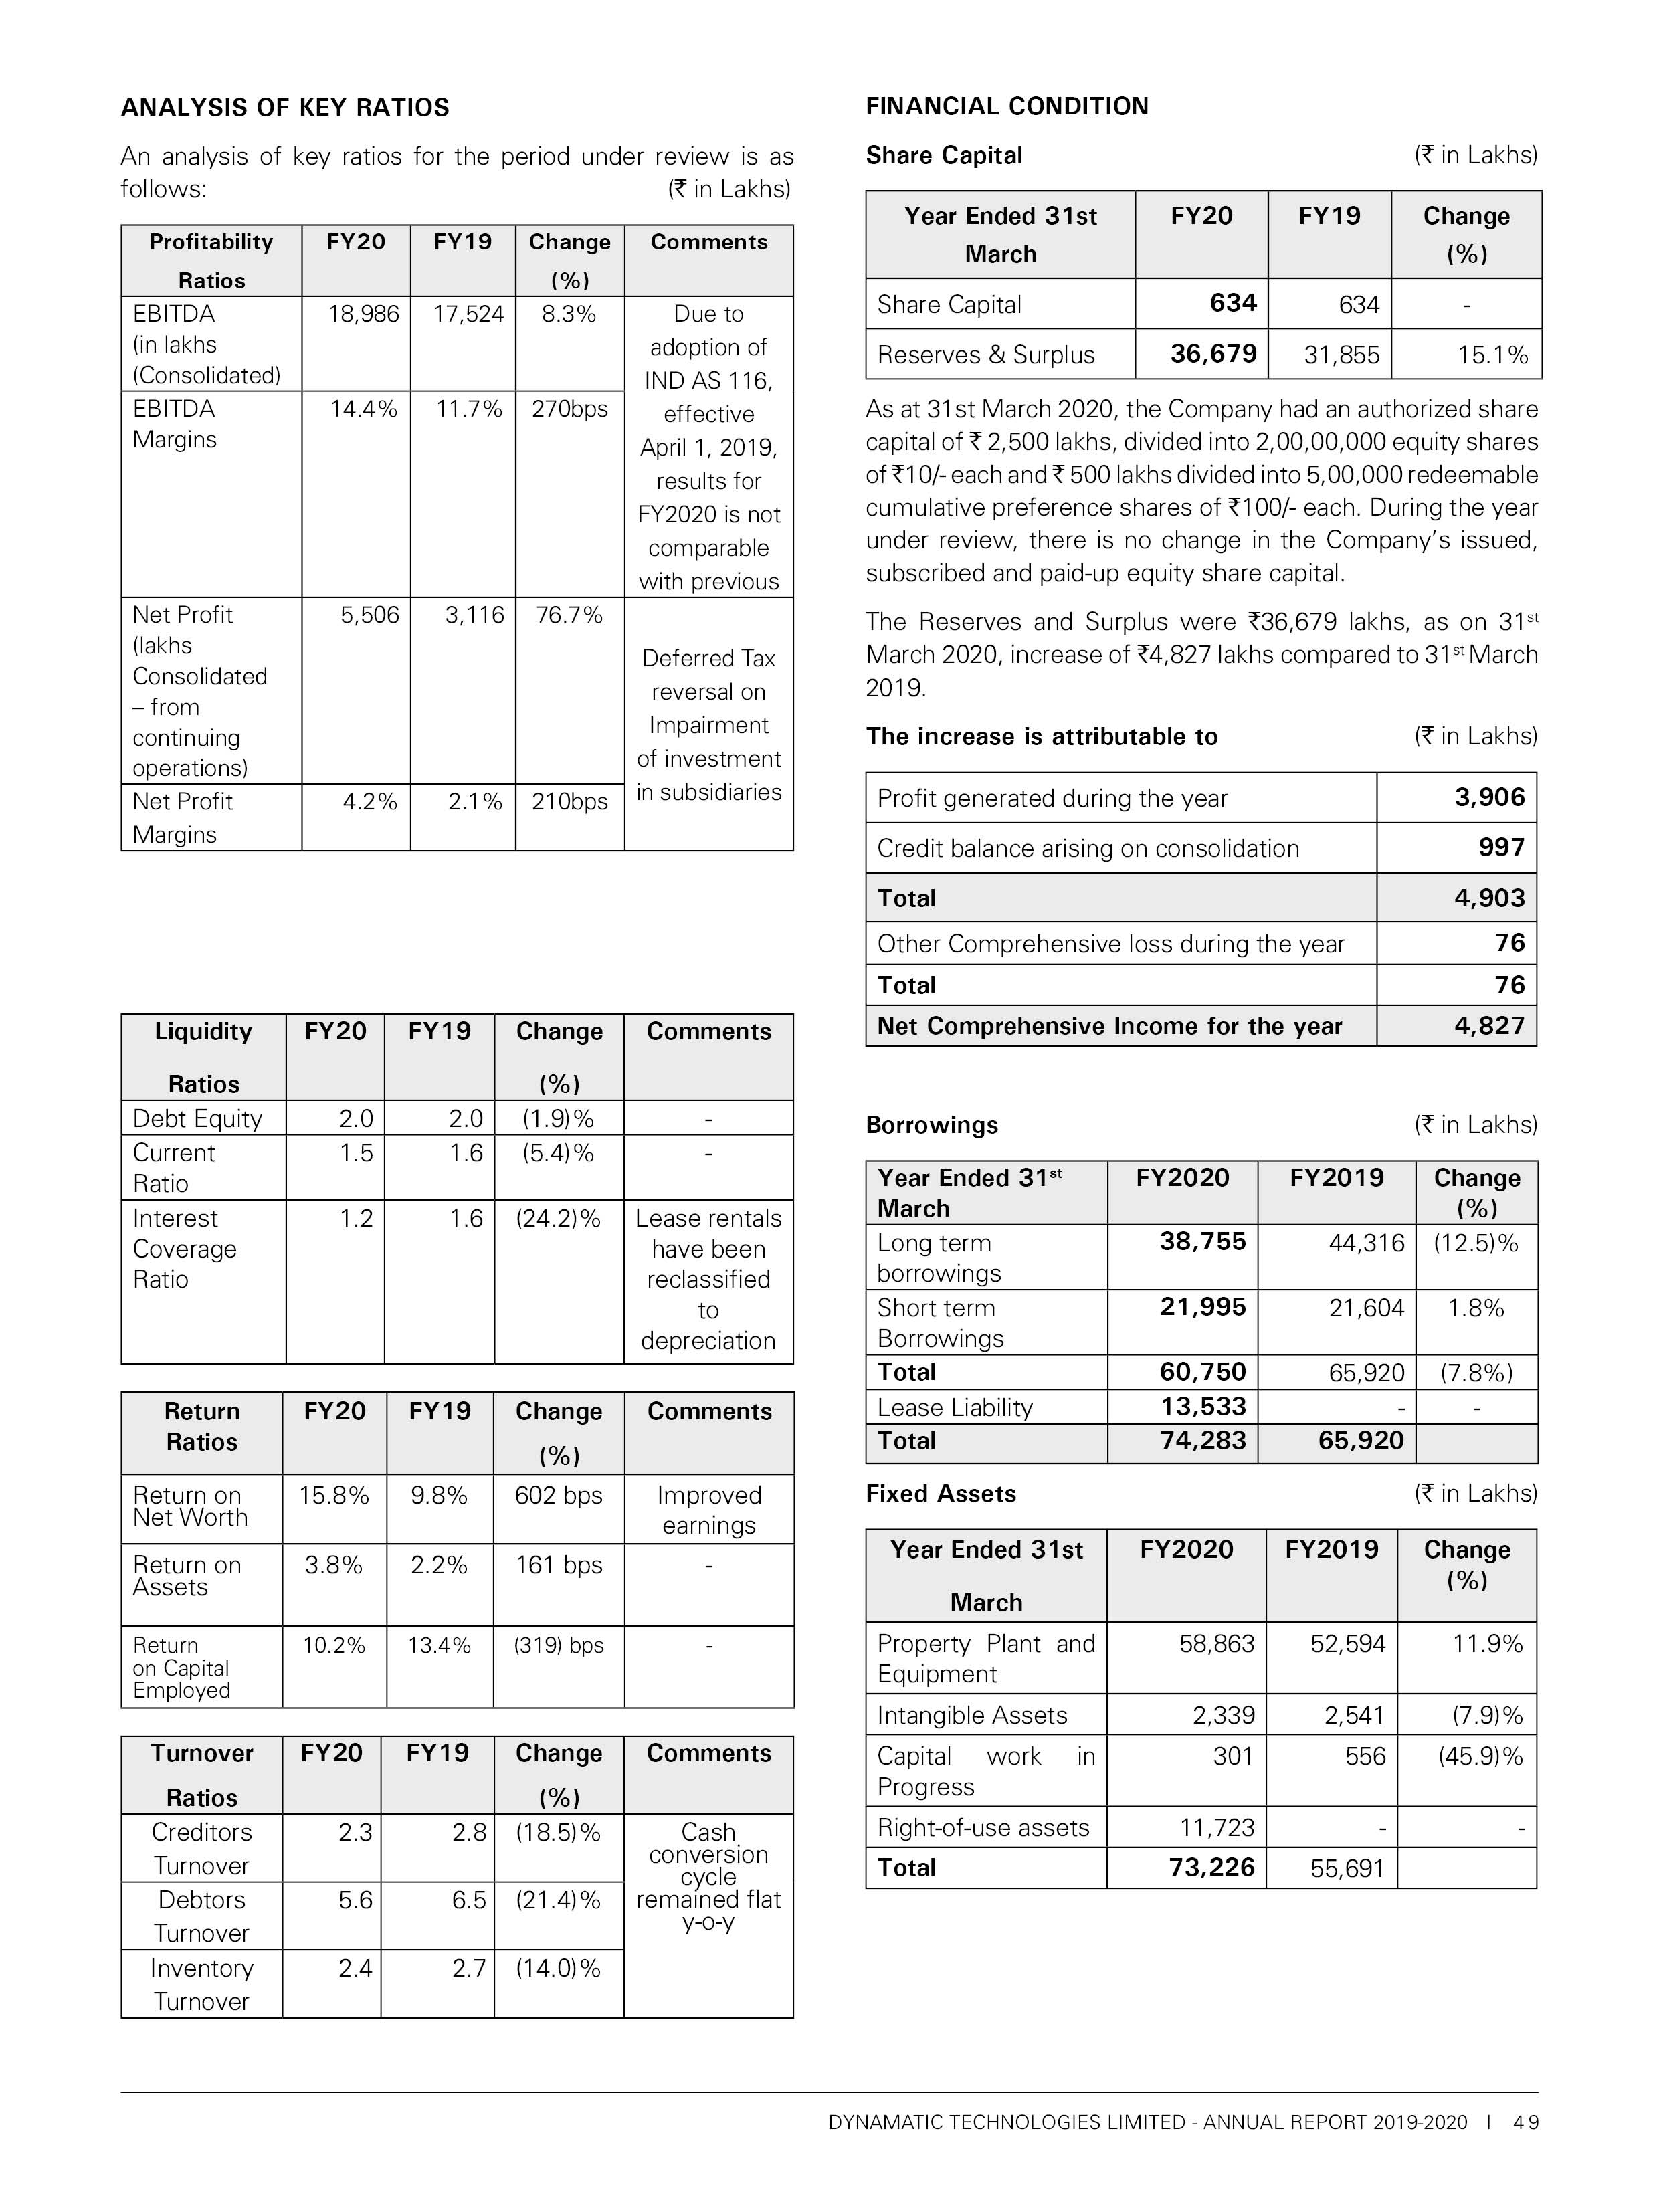 ANALYSIS OF KEY RATIOS
An analysis of key ratios for the period under review is as
follows: (₹ in Lakhs)
Profitability Ratios FY20 FY19 Change (%) Comments
EBITDA 18,986 17,524 8.3% Due to
(in lakhs adoption of
(Consolidated) IND AS 116,
EBITDA 14.4% 11.7% 270bps effective
Margins April 1, 2019,
results for
FY2020 is not
comparable
with previous
Net Profit 5,506 3,116 76.7%
(lakhs Deferred Tax
Consolidated reversal on
– from Impairment
continuing of investment
operations) in subsidiaries
Net Profit 4.2% 2.1% 210bps
Margins
Liquidity FY20 FY19 Change Comments
Ratios (%)
Debt Equity 2.0 2.0 (1.9)% -
Current 1.5 1.6 (5.4)% -
Ratio
Interest 1.2 1.6 (24.2)% Lease rentals
Coverage have been
Ratio reclassified
to
depreciation
Return FY20 FY19 Change Comments
Ratios (%)
Return on 15.8% 9.8% 602 bps Improved
Net Worth earnings
Return on 3.8% 2.2% 161 bps -
Assets
Return 10.2% 13.4% (319) bps -
on Capital
Employed
Turnover FY20 FY19 Change Comments
Ratios (%)
Creditors 2.3 2.8 (18.5)% Cash
Turnover conversion
cycle
Debtors 5.6 6.5 (21.4)% remained flat
Turnover y-o-y
Inventory 2.4 2.7 (14.0)%
Turnover
FINANCIAL CONDITION
Share Capital (₹ in Lakhs)
Year Ended 31st FY20 FY19 Change
March (%)
Share Capital 634 634 -
Reserves & Surplus 36,679 31,855 15.1%
As at 31st March 2020, the Company had an authorized share
capital of ₹ 2,500 lakhs, divided into 2,00,00,000 equity shares
of ₹10/- each and ₹ 500 lakhs divided into 5,00,000 redeemable
cumulative preference shares of ₹100/- each. During the year
under review, there is no change in the Company’s issued,
subscribed and paid-up equity share capital.
The Reserves and Surplus were ₹36,679 lakhs, as on 31st
March 2020, increase of ₹4,827 lakhs compared to 31st March
2019.
The increase is attributable to (₹ in Lakhs)
Profit generated during the year 3,906
Credit balance arising on consolidation 997
Total 4,903
Other Comprehensive loss during the year 76
Total 76
Net Comprehensive Income for the year 4,827
Borrowings (₹ in Lakhs)
Year Ended 31st FY2020 FY2019 Change
March (%)
Long term 38,755 44,316 (12.5)%
borrowings
Short term 21,995 21,604 1.8%
Borrowings
Total 60,750 65,920 (7.8%)
Lease Liability 13,533 - -
Total 74,283 65,920
Fixed Assets (₹ in Lakhs)
Year Ended 31st FY2020 FY2019 Change
March (%)
Property Plant and 58,863 52,594 11.9%
Equipment
Intangible Assets 2,339 2,541 (7.9)%
Capital work in 301 556 (45.9)%
Progress
Right-of-use assets 11,723 - -
Total 73,226 55,691
DYNAMATIC TECHNOLOGIES LIMITED - ANNUAL REPORT 2019-2020 I 49